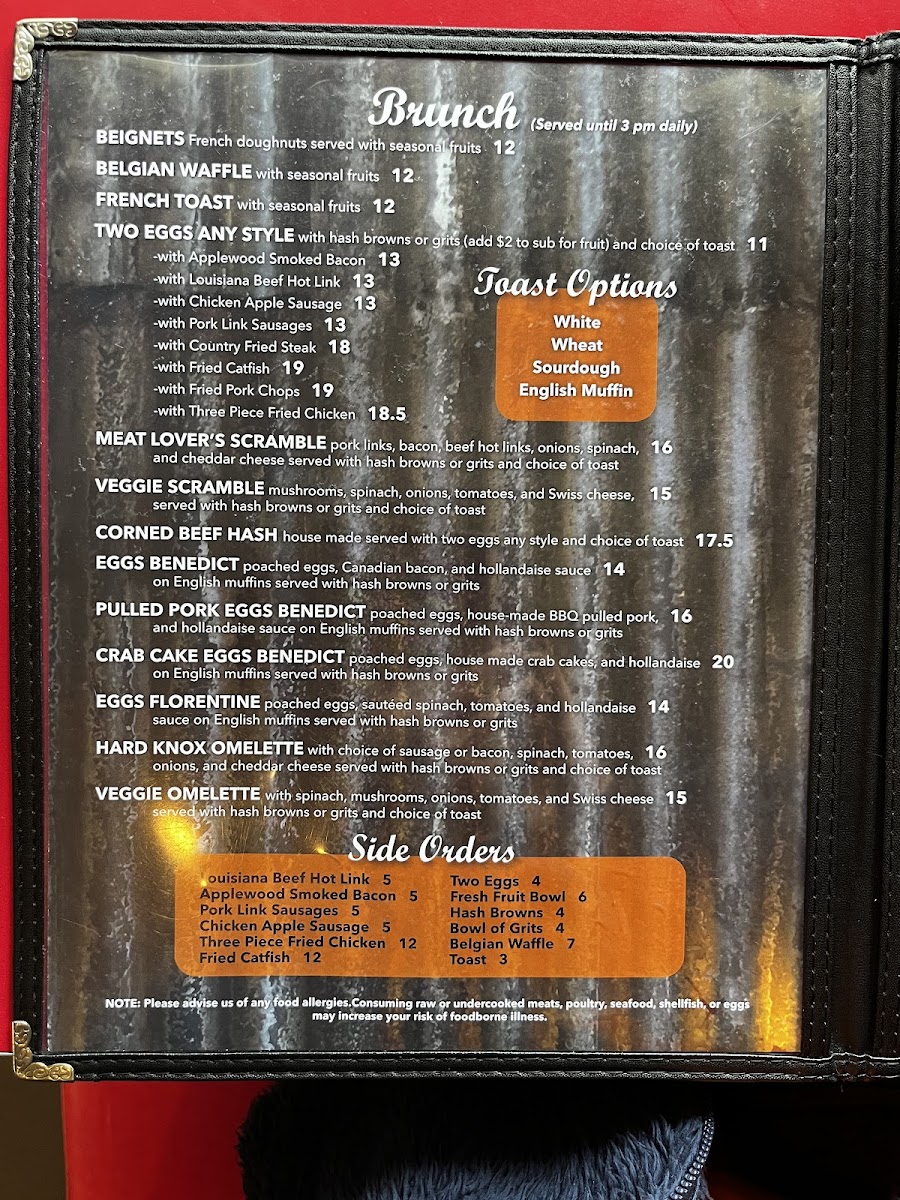 Brunch (Served until 3 pm daily)
BEIGNETS French doughnuts served with seasonal fruits 12
BELGIAN WAFFLE with seasonal fruits 12
FRENCH TOAST with seasonal fruits 12
TWO EGGS ANY STYLE with hash browns or grits (add $2 to sub for fruit) and choice of toast 11
-with Applewood Smoked Bacon 13
-with Louisiana Beef Hot Link 13
-with Chicken Apple Sausage 13
-with Pork Link Sausages 13
-with Country Fried Steak 18
-with Fried Catfish 19
-with Fried Pork Chops 19
-with Three Piece Fried Chicken 18.5
Toast Options
White
Wheat
Sourdough
English Muffin
MEAT LOVER'S SCRAMBLE pork links, bacon, beef hot links, onions, spinach, 16
and cheddar cheese served with hash browns or grits and choice of toast
VEGGIE SCRAMBLE mushrooms, spinach, onions, tomatoes, and Swiss cheese, 15
served with hash browns or grits and choice of toast
CORNED BEEF HASH house made served with two eggs any style and choice of toast 17.5
EGGS BENEDICT poached eggs, Canadian bacon, and hollandaise sauce 14
on English muffins served with hash browns or grits
PULLED PORK EGGS BENEDICT poached eggs, house-made BBQ pulled pork, 16
and hollandaise sauce on English muffins served with hash browns or grits
CRAB CAKE EGGS BENEDICT poached eggs, house made crab cakes, and hollandaise 20
on English muffins served with hash browns or grits
EGGS FLORENTINE poached eggs, sautéed spinach, tomatoes, and hollandaise 14
sauce on English muffins served with hash browns or grits
HARD KNOX OMELETTE with choice of sausage or bacon, spinach, tomatoes, 16
onions, and cheddar cheese served with hash browns or grits and choice of toast
VEGGIE OMELETTE with spinach, mushrooms, onions, tomatoes, and Swiss cheese 15
served with hash browns or grits and choice of toast
Side Orders
Louisiana Beef Hot Link 5
Applewood Smoked Bacon 5
Pork Link Sausages 5
Chicken Apple Sausage 5
Three Piece Fried Chicken 12
Fried Catfish 12
Two Eggs 4
Fresh Fruit Bowl 6
Hash Browns 4
Bowl of Grits 4
Belgian Waffle 7
Toast 3
NOTE: Please advise us of any food allergies.Consuming raw or undercooked meats, poultry, seafood, shellfish, or eggs
may increase your risk of foodborne illness.